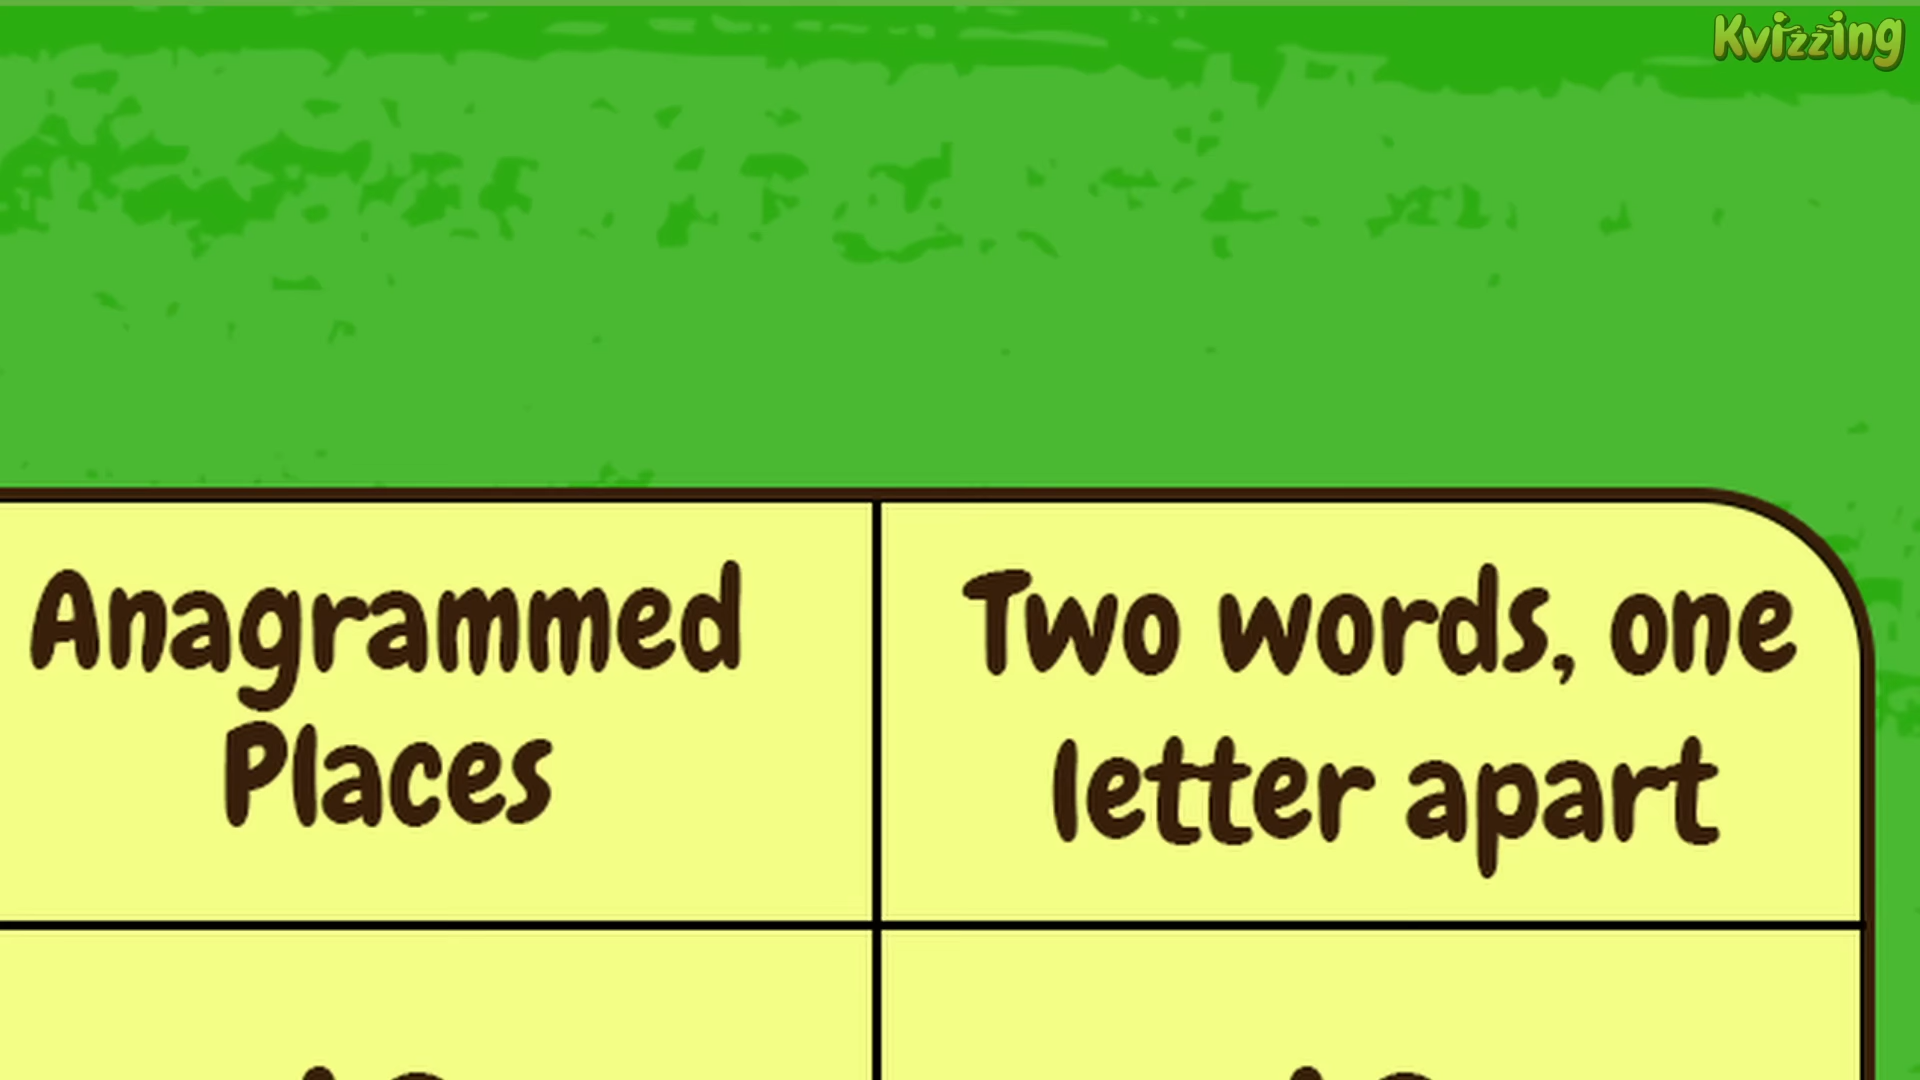 Kvizzing
Anagrammed
Places
Two words, one
letter apart